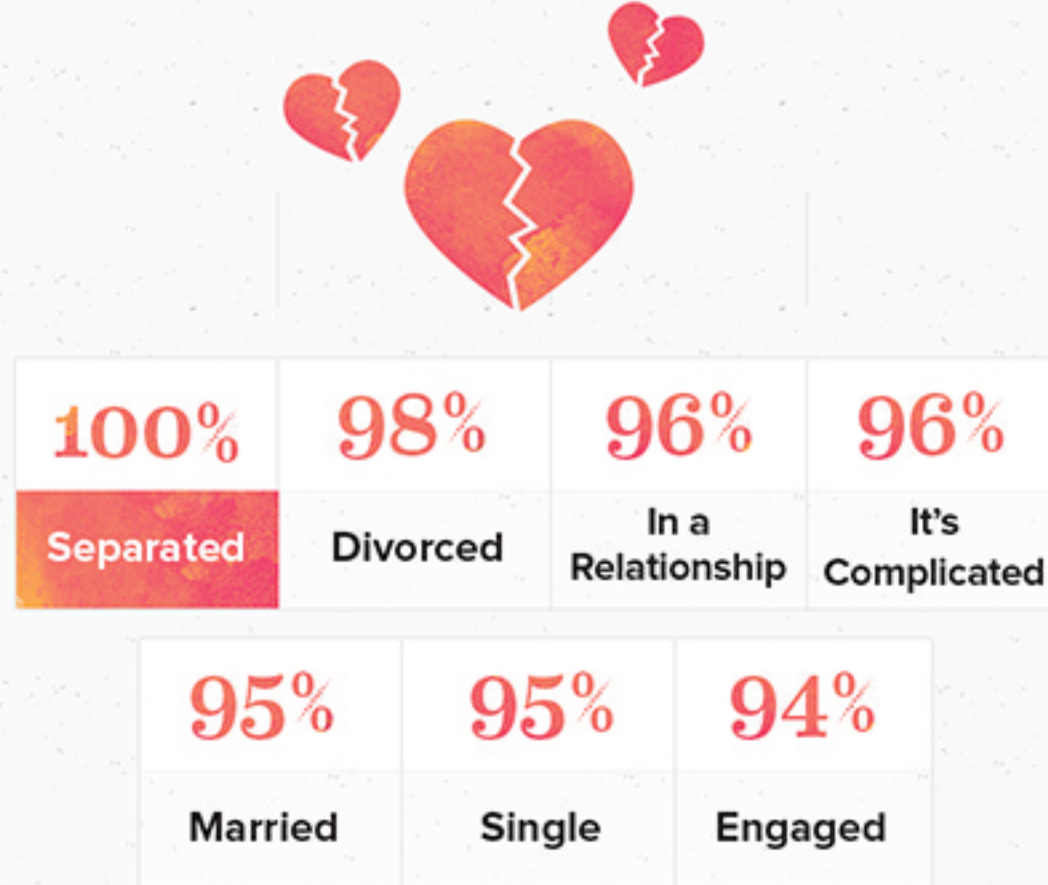 100% 98% 96% 96%
Separated Divorced In a Relationship It's Complicated
95% 95% 94%
Married Single Engaged